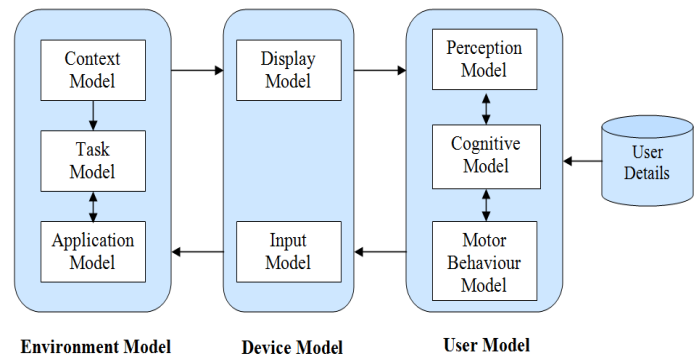 Context
Model
Task
Model
Application
Model
Display
Model
Input
Model
Perception
Model
Cognitive
Model
Motor
Behaviour
Model
User
Details
Environment Model
Device Model
User Model